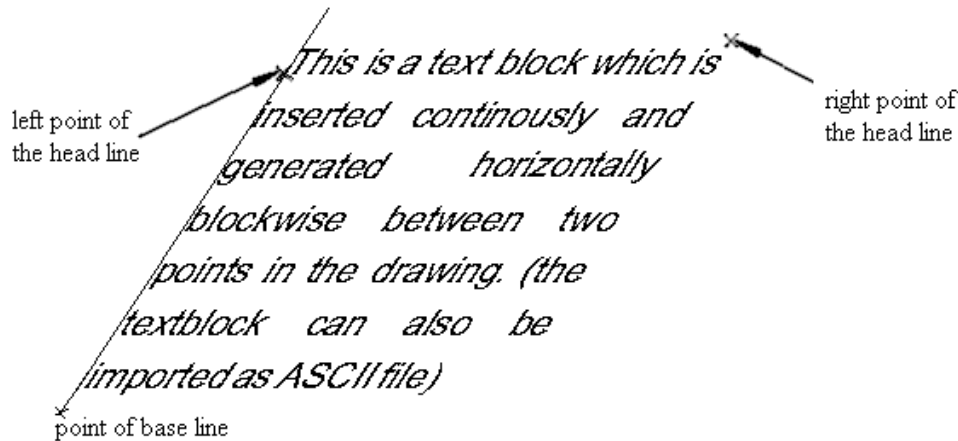 This is a text block which is
inserted continously and
generated horizontally
blockwise between two
points in the drawing. (the
textblock can also be
imported as ASCII file)
left point of
the head line
right point of
the head line
point of base line